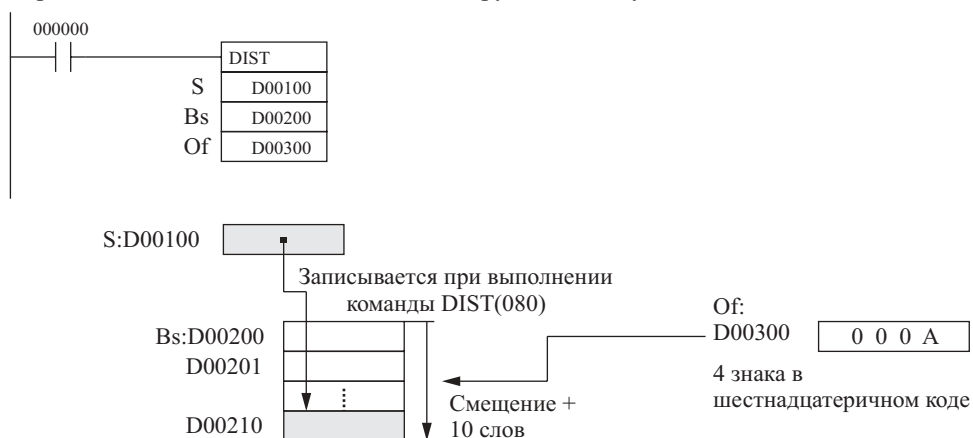 000000
DIST
S D00100
Bs D00200
Of D00300
S:D00100
Записывается при выполнении
команды DIST(080)
Of:
Bs:D00200
D00300
0 0 0 A
D00201
4 знака в
шестнадцатеричном коде
Смещение +
D00210
10 слов